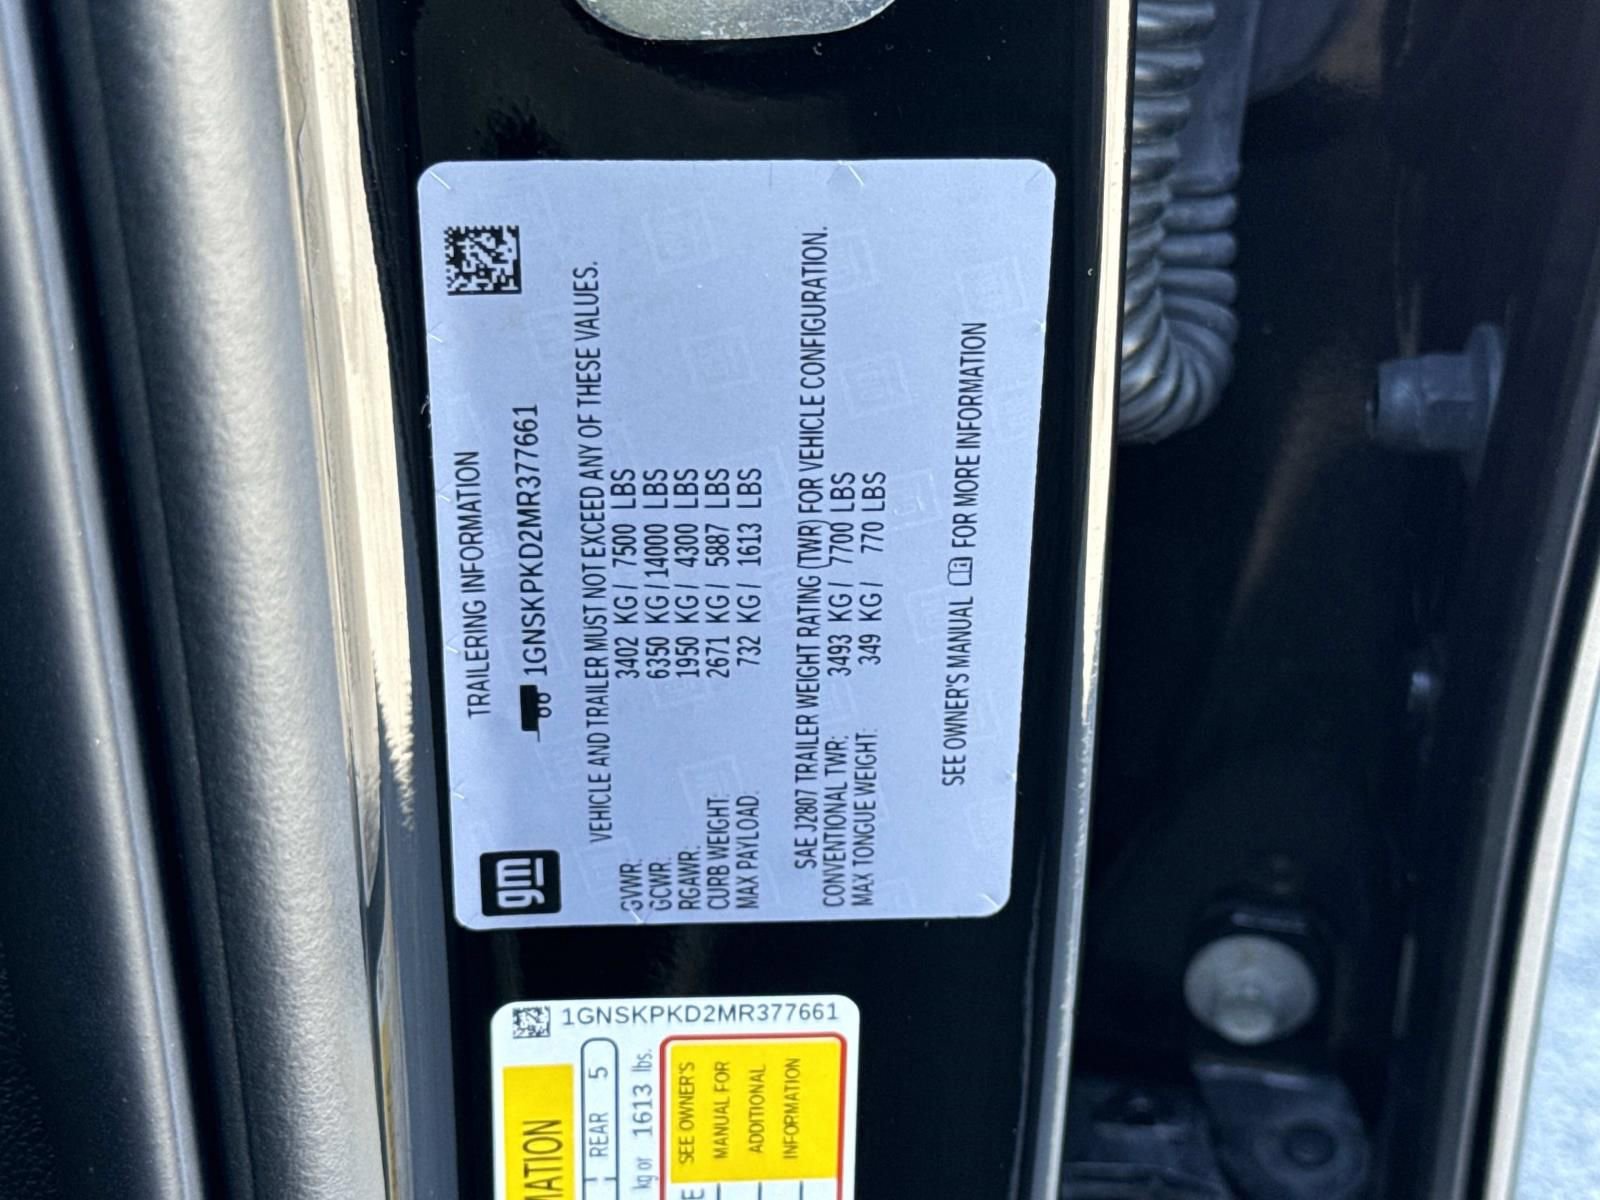 gm
TRAILERING INFORMATION
1GNSKPKD2MR377661
VEHICLE AND TRAILER MUST NOT EXCEED ANY OF THESE VALUES.
GVWR: 3402 KG / 7500 LBS
GCWR: 6350 KG / 14000 LBS
RGAWR: 1950 KG / 4300 LBS
CURB WEIGHT: 2671 KG / 5887 LBS
MAX PAYLOAD: 732 KG / 1613 LBS
SAE J2807 TRAILER WEIGHT RATING (TWR) FOR VEHICLE CONFIGURATION.
CONVENTIONAL TWR: 3493 KG / 7700 LBS
MAX TONGUE WEIGHT: 349 KG / 770 LBS
SEE OWNER'S MANUAL FOR MORE INFORMATION
1GNSKPKD2MR377661
MATION
REAR 5
kg or 1613 lbs.
SEE OWNER'S
MANUAL FOR
ADDITIONAL
INFORMATION